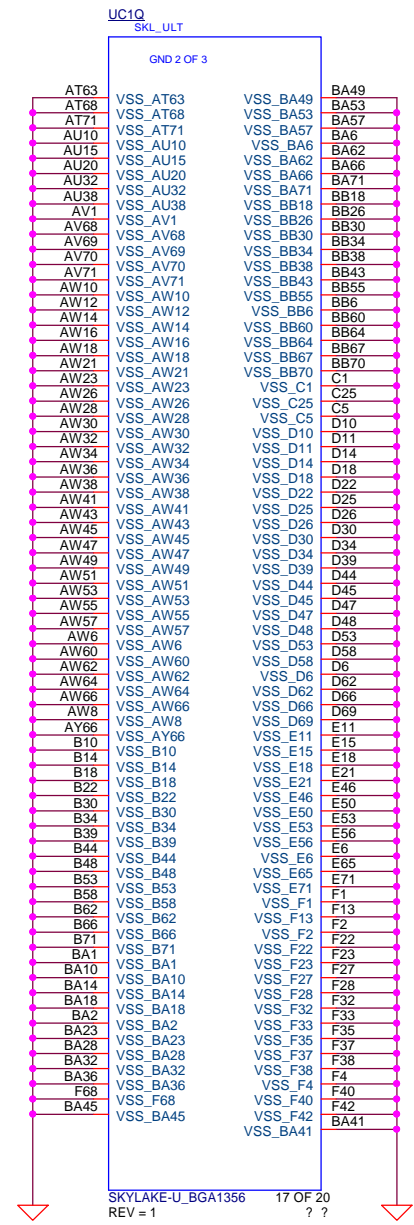 UC1Q
SKL_ULT
GND 2 OF 3
AT63 VSS_AT63 VSS_BA49 BA49
AT68 VSS_AT68 VSS_BA53 BA53
AT71 VSS_AT71 VSS_BA57 BA57
AU10 VSS_AU10 VSS_BA6 BA6
AU15 VSS_AU15 VSS_BA62 BA62
AU20 VSS_AU20 VSS_BA66 BA66
AU32 VSS_AU32 VSS_BA71 BA71
AU38 VSS_AU38 VSS_BB18 BB18
AV1 VSS_AV1 VSS_BB26 BB26
AV68 VSS_AV68 VSS_BB30 BB30
AV69 VSS_AV69 VSS_BB34 BB34
AV70 VSS_AV70 VSS_BB38 BB38
AV71 VSS_AV71 VSS_BB43 BB43
AW10 VSS_AW10 VSS_BB55 BB55
AW12 VSS_AW12 VSS_BB6 BB6
AW14 VSS_AW14 VSS_BB60 BB60
AW16 VSS_AW16 VSS_BB64 BB64
AW18 VSS_AW18 VSS_BB67 BB67
AW21 VSS_AW21 VSS_BB70 BB70
AW23 VSS_AW23 VSS_C1 C1
AW26 VSS_AW26 VSS_C25 C25
AW28 VSS_AW28 VSS_C5 C5
AW30 VSS_AW30 VSS_D10 D10
AW32 VSS_AW32 VSS_D11 D11
AW34 VSS_AW34 VSS_D14 D14
AW36 VSS_AW36 VSS_D18 D18
AW38 VSS_AW38 VSS_D22 D22
AW41 VSS_AW41 VSS_D25 D25
AW43 VSS_AW43 VSS_D26 D26
AW45 VSS_AW45 VSS_D30 D30
AW47 VSS_AW47 VSS_D34 D34
AW49 VSS_AW49 VSS_D39 D39
AW51 VSS_AW51 VSS_D44 D44
AW53 VSS_AW53 VSS_D45 D45
AW55 VSS_AW55 VSS_D47 D47
AW57 VSS_AW57 VSS_D48 D48
AW6 VSS_AW6 VSS_D53 D53
AW60 VSS_AW60 VSS_D58 D58
AW62 VSS_AW62 VSS_D6 D6
AW64 VSS_AW64 VSS_D62 D62
AW66 VSS_AW66 VSS_D66 D66
AW8 VSS_AW8 VSS_D69 D69
AY66 VSS_AY66 VSS_E11 E11
B10 VSS_B10 VSS_E15 E15
B14 VSS_B14 VSS_E18 E18
B18 VSS_B18 VSS_E21 E21
B22 VSS_B22 VSS_E46 E46
B30 VSS_B30 VSS_E50 E50
B34 VSS_B34 VSS_E53 E53
B39 VSS_B39 VSS_E56 E56
B44 VSS_B44 VSS_E6 E6
B48 VSS_B48 VSS_E65 E65
B53 VSS_B53 VSS_E71 E71
B58 VSS_B58 VSS_F1 F1
B62 VSS_B62 VSS_F13 F13
B66 VSS_B66 VSS_F2 F2
B71 VSS_B71 VSS_F22 F22
BA1 VSS_BA1 VSS_F23 F23
BA10 VSS_BA10 VSS_F27 F27
BA14 VSS_BA14 VSS_F28 F28
BA18 VSS_BA18 VSS_F32 F32
BA2 VSS_BA2 VSS_F33 F33
BA23 VSS_BA23 VSS_F35 F35
BA28 VSS_BA28 VSS_F37 F37
BA32 VSS_BA32 VSS_F38 F38
BA36 VSS_BA36 VSS_F4 F4
F68 VSS_F68 VSS_F40 F40
BA45 VSS_BA45 VSS_F42 F42
VSS_BA41 BA41
SKYLAKE-U_BGA1356 17 OF 20
REV = 1 ? ?